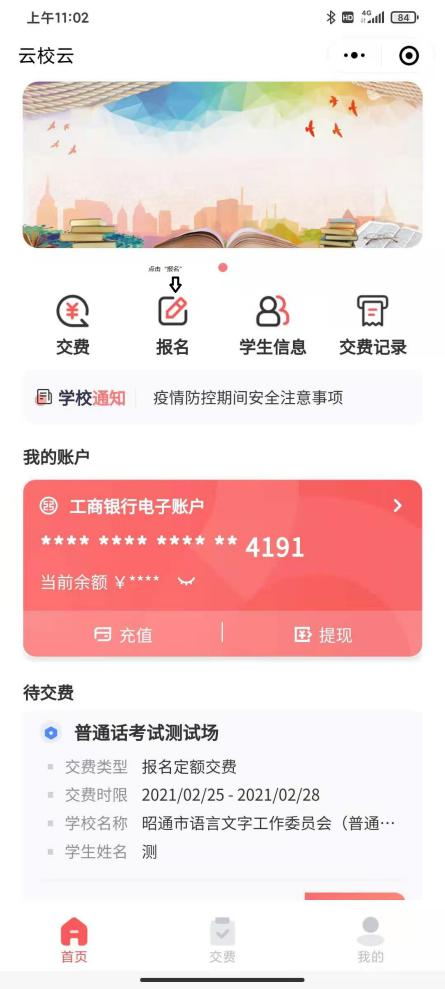 上午11:02
HD 4G 84
云校云
点击“报名”
交费 报名 学生信息 交费记录
学校通知 疫情防控期间安全注意事项
我的账户
工商银行电子账户
**** **** **** ** 4191
当前余额 ￥****
充值 提现
待交费
普通话考试测试场
交费类型 报名定额交费
交费时限 2021/02/25 - 2021/02/28
学校名称 昭通市语言文字工作委员会（普通…
学生姓名 测
首页 交费 我的